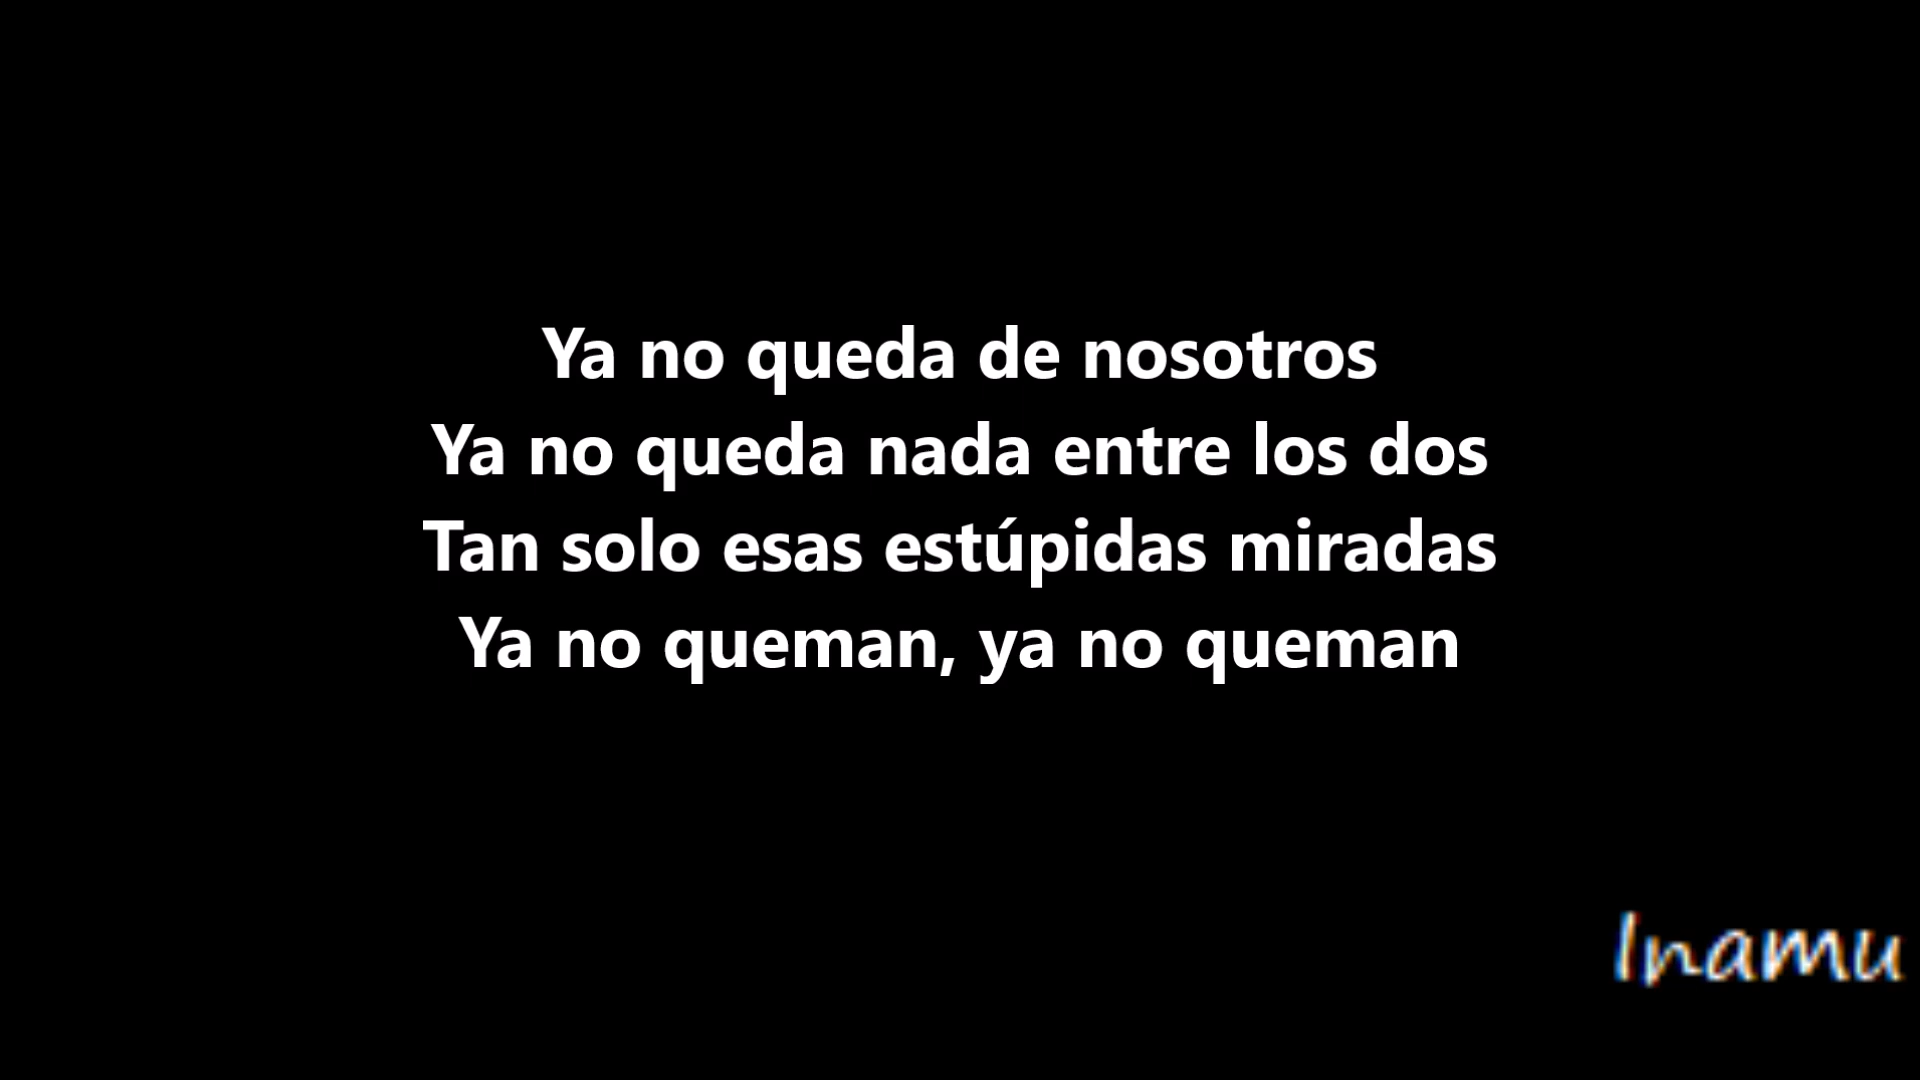 Ya no queda de nosotros
Ya no queda nada entre los dos
Tan solo esas estúpidas miradas
Ya no queman, ya no queman
Inamu